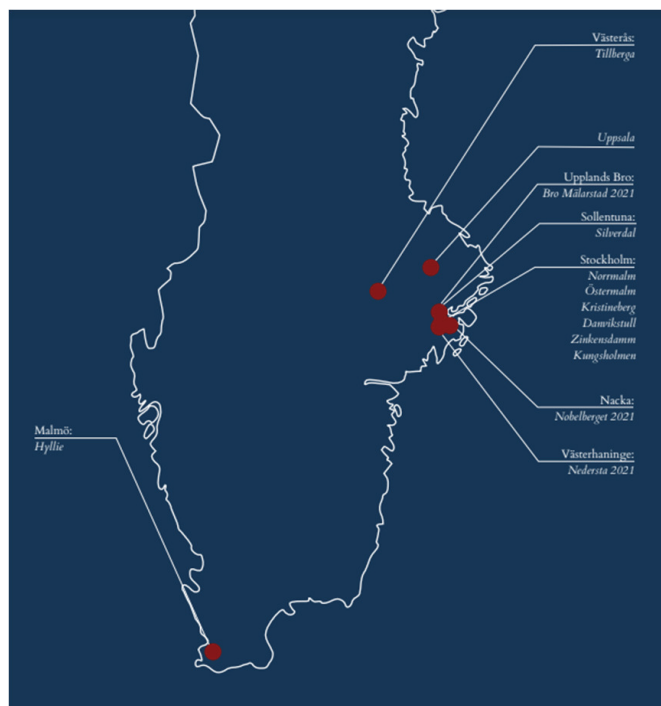 Västerås:
Tillberga
Uppsala
Upplands Bro:
Bro Mälarstad 2021
Sollentuna:
Silverdal
Stockholm:
Norrmalm
Östermalm
Kristineberg
Danvikstull
Zinkensdamm
Kungsholmen
Nacka:
Nobelberget 2021
Västerhaninge:
Nedersta 2021
Malmö:
Hyllie